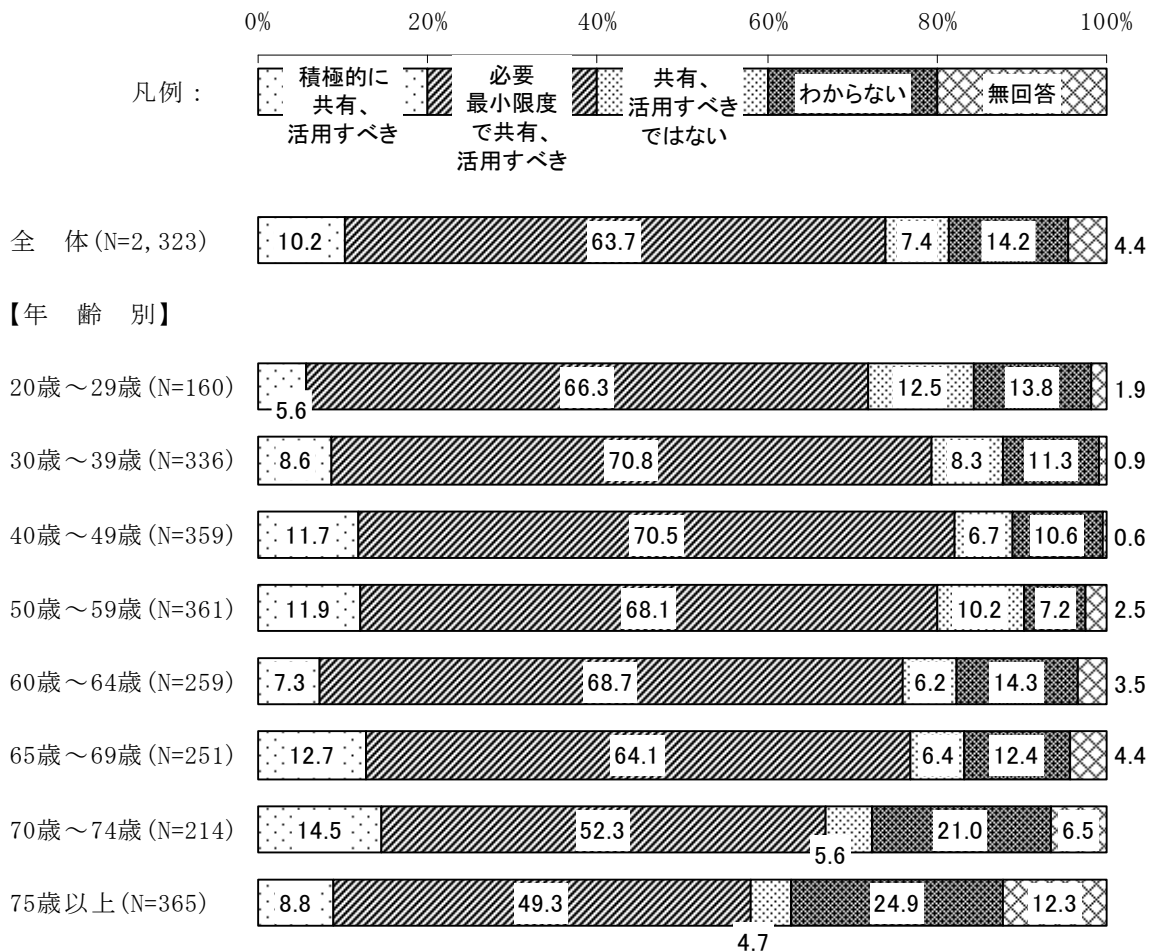 0% 20% 40% 60% 80% 100%
凡例：
積極的に
共有、
活用すべき
必要
最小限度
で共有、
活用すべき
共有、
活用すべき
ではない
わからない
無回答
全　体(N=2,323) 10.2 63.7 7.4 14.2 4.4
【年　齢　別】
20歳～29歳(N=160) 5.6 66.3 12.5 13.8 1.9
30歳～39歳(N=336) 8.6 70.8 8.3 11.3 0.9
40歳～49歳(N=359) 11.7 70.5 6.7 10.6 0.6
50歳～59歳(N=361) 11.9 68.1 10.2 7.2 2.5
60歳～64歳(N=259) 7.3 68.7 6.2 14.3 3.5
65歳～69歳(N=251) 12.7 64.1 6.4 12.4 4.4
70歳～74歳(N=214) 14.5 52.3 5.6 21.0 6.5
75歳以上(N=365) 8.8 49.3 4.7 24.9 12.3